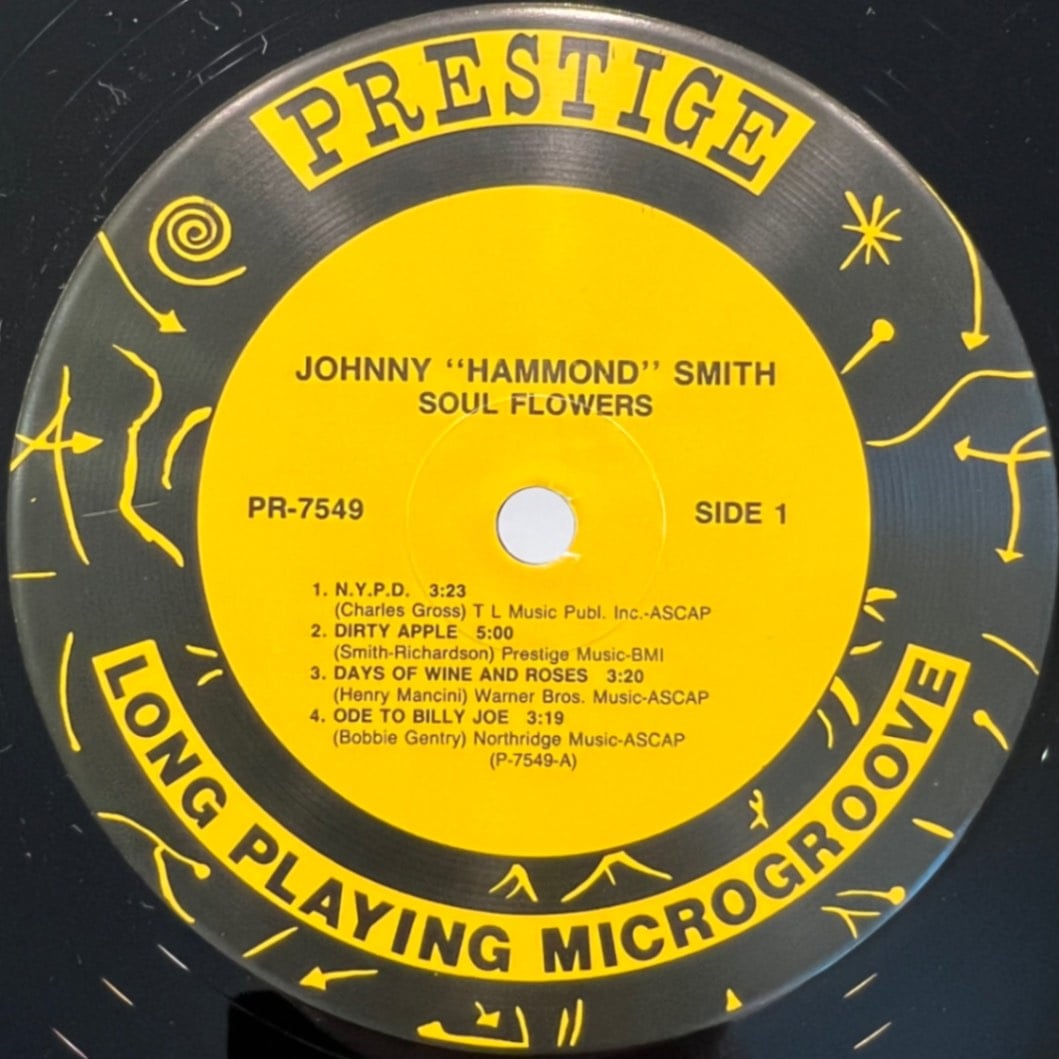 PRESTIGE
JOHNNY "HAMMOND" SMITH
SOUL FLOWERS
PR-7549
SIDE 1
1. N.Y.P.D. 3:23
(Charles Gross) T L Music Publ. Inc.-ASCAP
2. DIRTY APPLE 5:00
(Smith-Richardson) Prestige Music-BMI
3. DAYS OF WINE AND ROSES 3:20
(Henry Mancini) Warner Bros. Music-ASCAP
4. ODE TO BILLY JOE 3:19
(Bobbie Gentry) Northridge Music-ASCAP
(P-7549-A)
LONG PLAYING MICROGROOVE